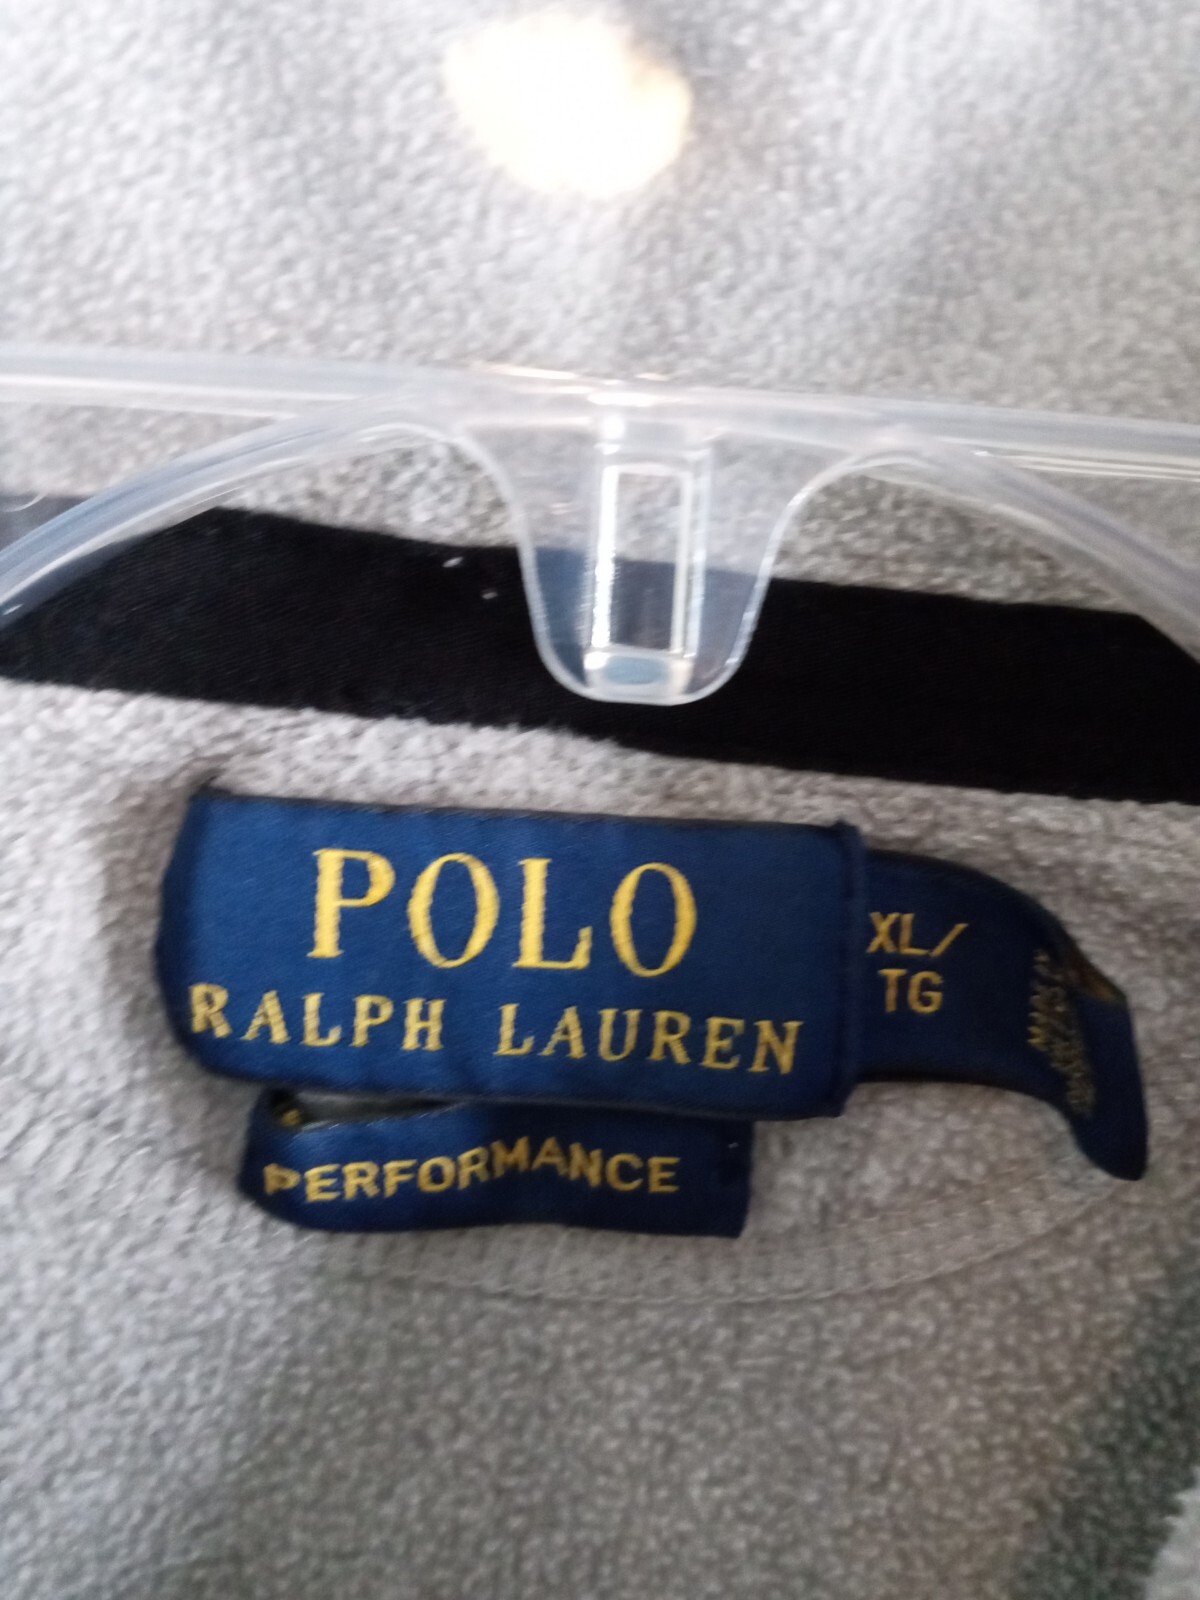 POLO
RALPH LAUREN
XL/
TG
PERFORMANCE